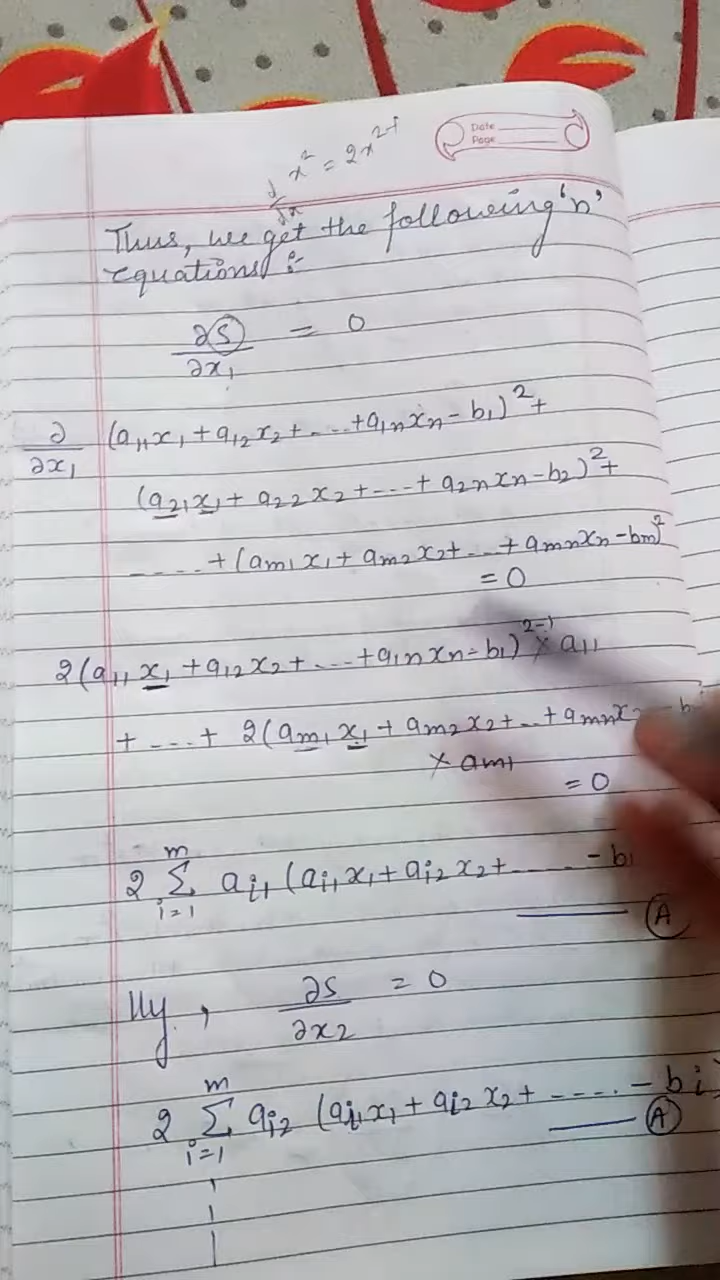 Date
Page
d/dx x² = 2x²⁻¹
Thus, we get the following 'n'
equations :-
∂S/∂x₁ = 0
∂/∂x₁ (a₁₁x₁ + a₁₂x₂ + ---- + a₁ₙxₙ - b₁)² +
(a₂₁x₁ + a₂₂x₂ + ---- + a₂ₙxₙ - b₂)² +
---- + (aₘ₁x₁ + aₘ₂x₂ + --- + aₘₙxₙ - bₘ)²
= 0
2(a₁₁x₁ + a₁₂x₂ + ---- + a₁ₙxₙ - b₁)²⁻¹ × a₁₁
+ ---- + 2(aₘ₁x₁ + aₘ₂x₂ + -- + aₘₙx
× aₘ₁
= 0
2 Σᵢ₌₁ᵐ aᵢ₁ (aᵢ₁x₁ + aᵢ₂x₂ + ------ - b
A
lly, ∂S/∂x₂ = 0
2 Σᵢ₌₁ᵐ aᵢ₂ (aᵢ₁x₁ + aᵢ₂x₂ + ----- - bᵢ)
A